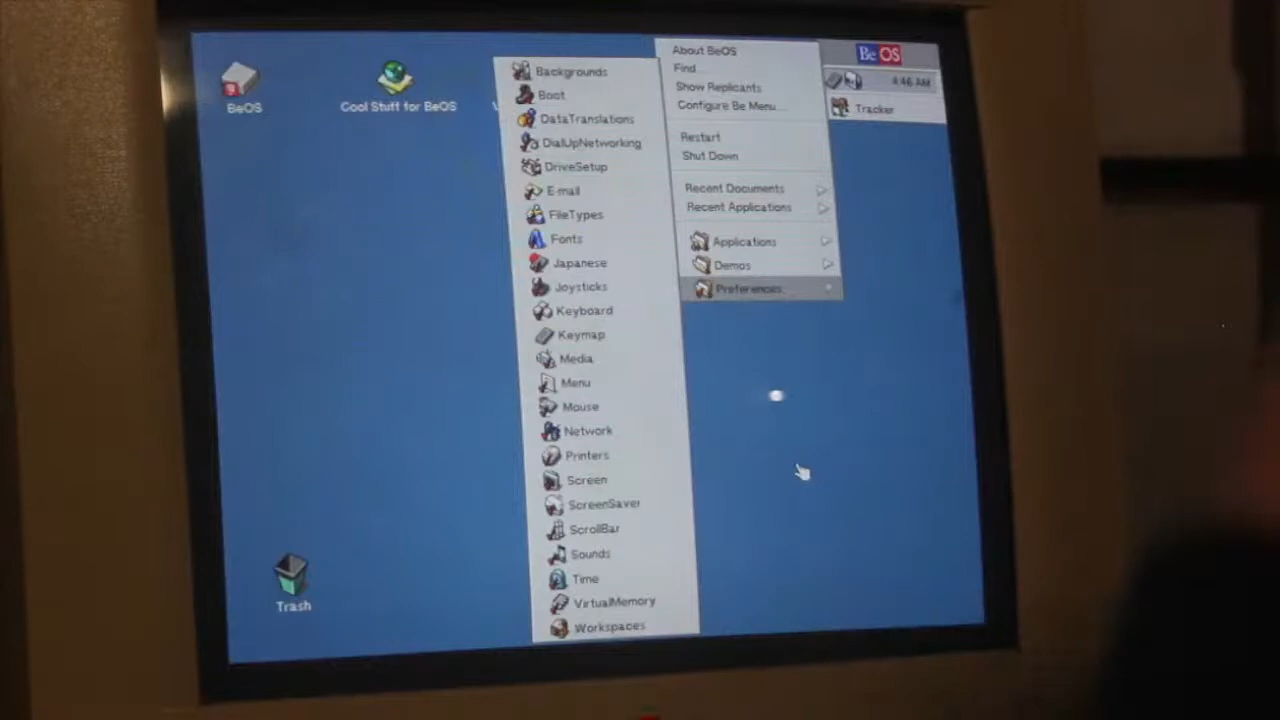 BeOS
Cool Stuff for BeOS
Trash
Backgrounds
Boot
DataTranslations
DialUpNetworking
DriveSetup
E-mail
FileTypes
Fonts
Japanese
Joysticks
Keyboard
Keymap
Media
Menu
Mouse
Network
Printers
Screen
ScreenSaver
ScrollBar
Sounds
Time
VirtualMemory
Workspaces
About BeOS
Find...
Show Replicants
Configure Be Menu...
Restart
Shut Down
Recent Documents
Recent Applications
Applications
Demos
Preferences
Be OS
4:46 AM
Tracker